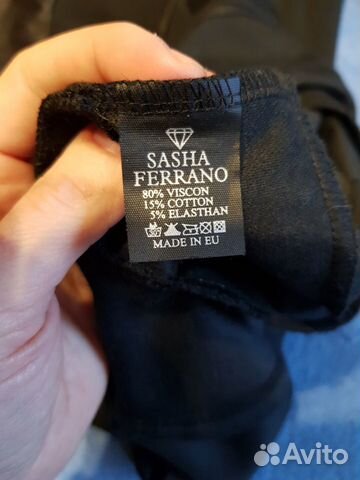 SASHA
FERRANO
80% VISCON
15% COTTON
5% ELASTHAN
MADE IN EU
Avito